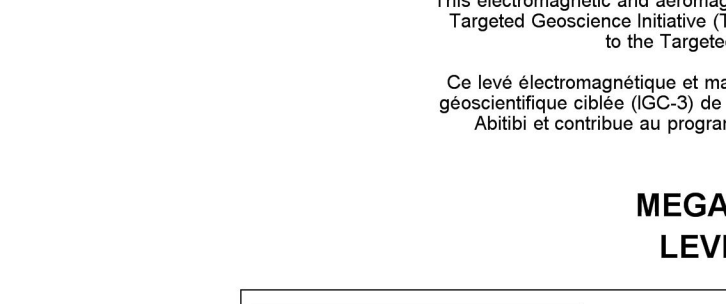 This electromagnetic and aeromag
Targeted Geoscience Initiative (T
to the Targete
Ce levé électromagnétique et ma
géoscientifique ciblée (IGC-3) de
Abitibi et contribue au progra
MEGA
LEV